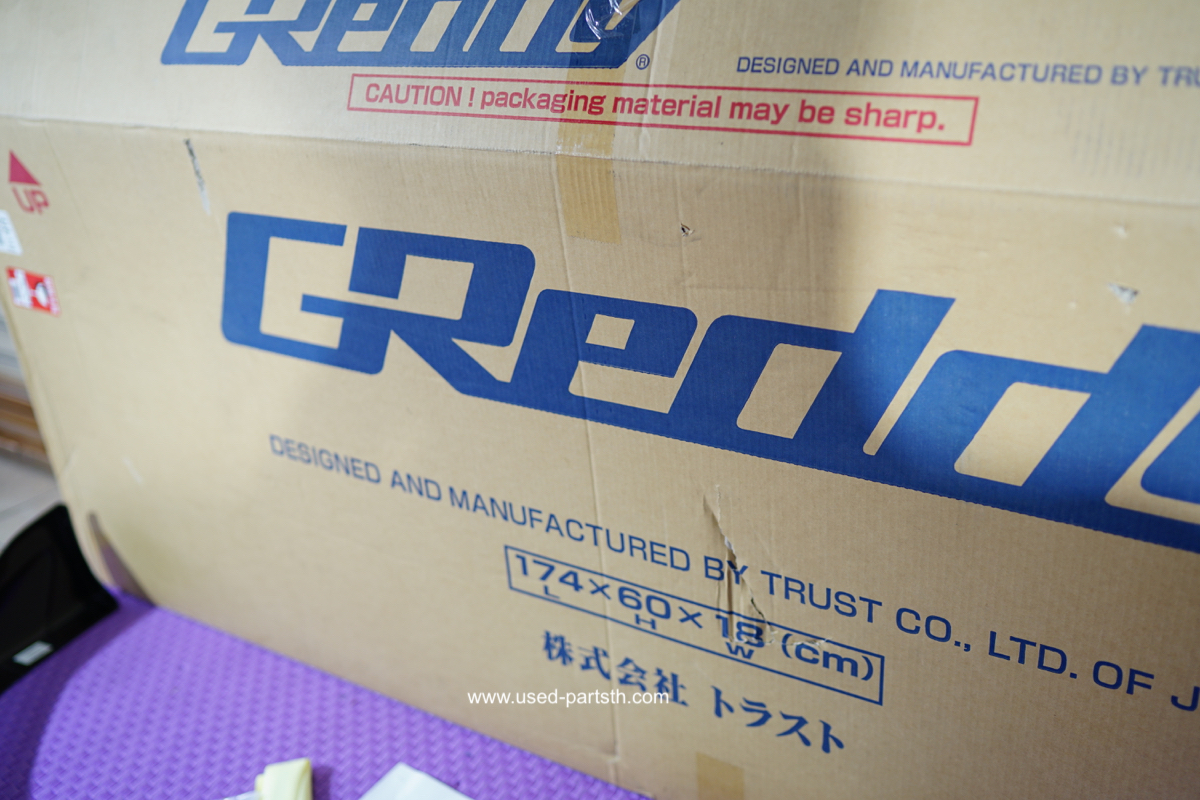 GReddy
®
DESIGNED AND MANUFACTURED BY TRU
CAUTION ! packaging material may be sharp.
UP
GRedd
DESIGNED AND MANUFACTURED BY TRUST CO., LTD. OF J
174×60×18 (cm)
L H W
株式会社 トラスト
www.used-partsth.com